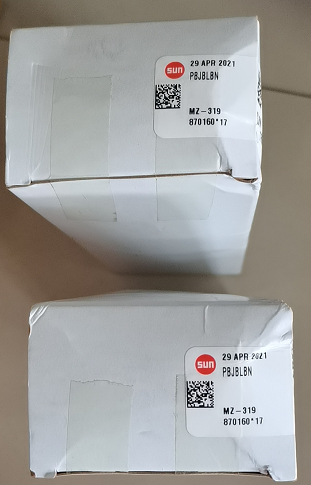 sun
29 APR 2021
PBJBLBN
MZ-319
870160*17
sun
29 APR 2021
PBJBLBN
MZ-319
870160*17